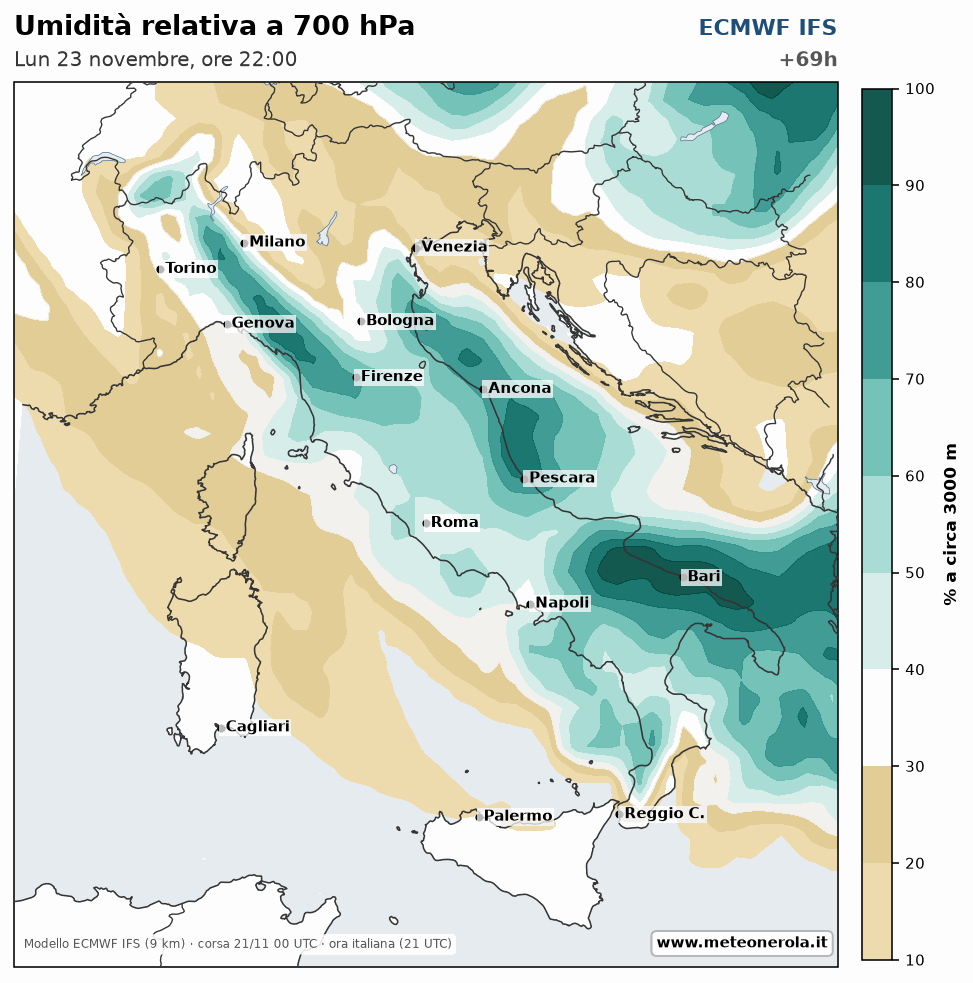 Umidità relativa a 700 hPa
ECMWF IFS
Lun 23 novembre, ore 22:00
+69h
Milano
Venezia
Torino
Genova
Bologna
Firenze
Ancona
Pescara
Roma
Bari
Napoli
Cagliari
Palermo
Reggio C.
100
90
80
70
60
50
40
30
20
10
% a circa 3000 m
Modello ECMWF IFS (9 km) · corsa 21/11 00 UTC · ora italiana (21 UTC)
www.meteonerola.it